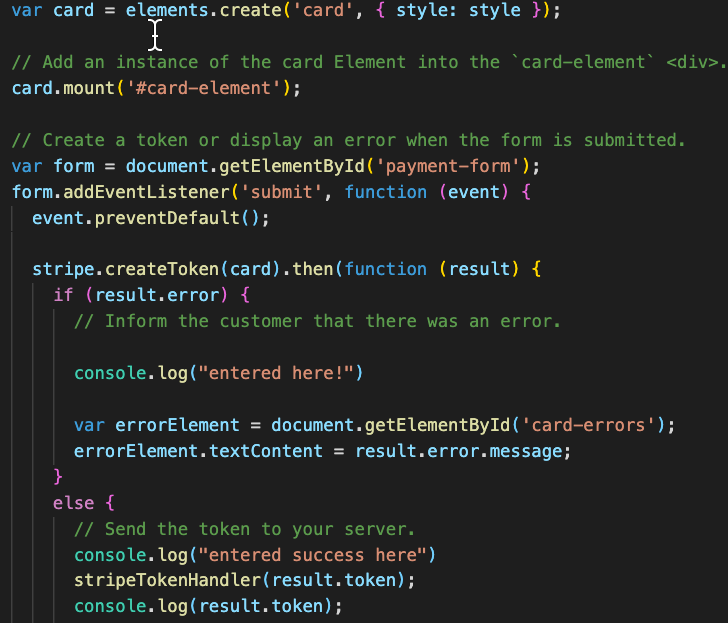 var card = elements.create('card', { style: style });
// Add an instance of the card Element into the `card-element` <div>.
card.mount('#card-element');
// Create a token or display an error when the form is submitted.
var form = document.getElementById('payment-form');
form.addEventListener('submit', function (event) {
event.preventDefault();
stripe.createToken(card).then(function (result) {
if (result.error) {
// Inform the customer that there was an error.
console.log("entered here!")
var errorElement = document.getElementById('card-errors');
errorElement.textContent = result.error.message;
}
else {
// Send the token to your server.
console.log("entered success here")
stripeTokenHandler(result.token);
console.log(result.token);